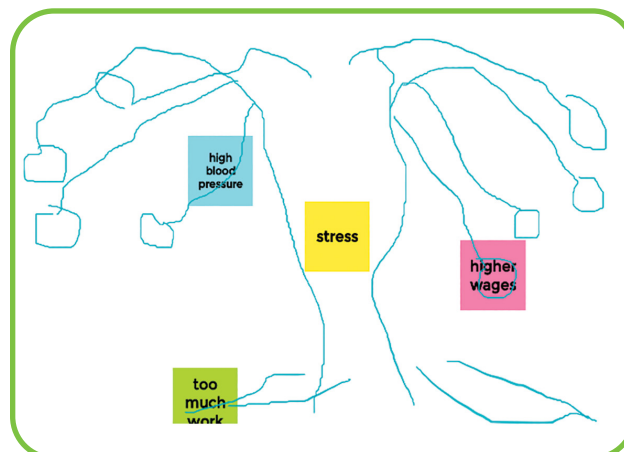 high
blood
pressure
stress
higher
wages
too
much
work